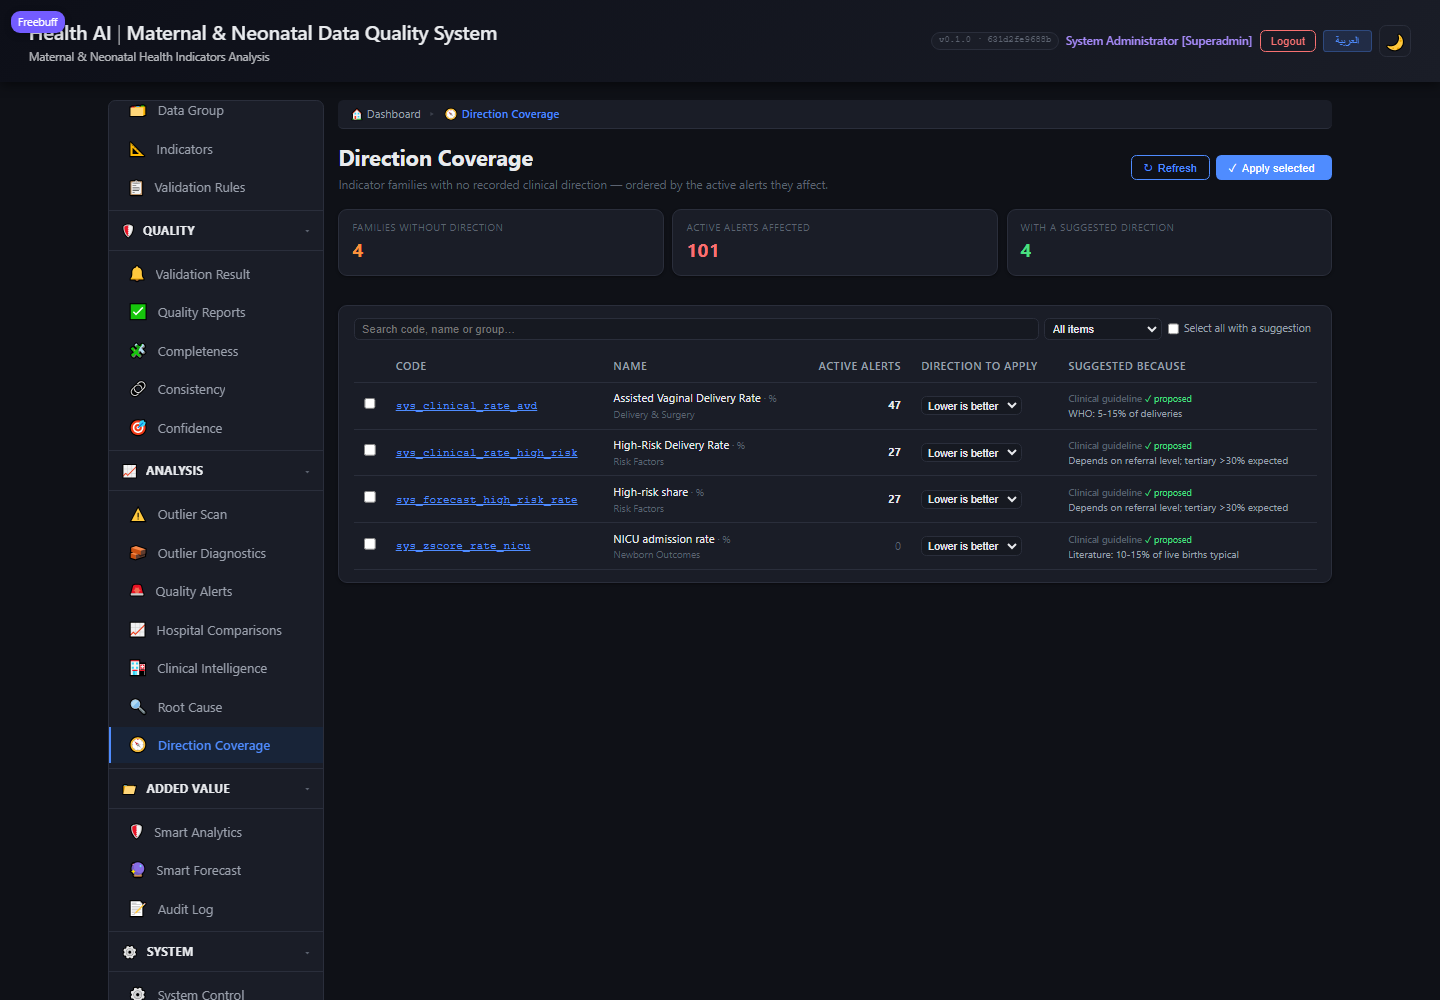 Freebuff
Health AI | Maternal & Neonatal Data Quality System
Maternal & Neonatal Health Indicators Analysis
v0.1.0 · 631d2fe9688b
System Administrator [Superadmin]
Logout
العربية
Data Group
Indicators
Validation Rules
QUALITY
Validation Result
Quality Reports
Completeness
Consistency
Confidence
ANALYSIS
Outlier Scan
Outlier Diagnostics
Quality Alerts
Hospital Comparisons
Clinical Intelligence
Root Cause
Direction Coverage
ADDED VALUE
Smart Analytics
Smart Forecast
Audit Log
SYSTEM
System Control
Dashboard
Direction Coverage
Direction Coverage
Indicator families with no recorded clinical direction — ordered by the active alerts they affect.
↻ Refresh
✓ Apply selected
FAMILIES WITHOUT DIRECTION
4
ACTIVE ALERTS AFFECTED
101
WITH A SUGGESTED DIRECTION
4
Search code, name or group...
All items
Select all with a suggestion
CODE NAME ACTIVE ALERTS DIRECTION TO APPLY SUGGESTED BECAUSE
sys_clinical_rate_avd
Assisted Vaginal Delivery Rate · %
Delivery & Surgery
47
Lower is better
Clinical guideline ✓ proposed
WHO: 5-15% of deliveries
sys_clinical_rate_high_risk
High-Risk Delivery Rate · %
Risk Factors
27
Lower is better
Clinical guideline ✓ proposed
Depends on referral level; tertiary >30% expected
sys_forecast_high_risk_rate
High-risk share · %
Risk Factors
27
Lower is better
Clinical guideline ✓ proposed
Depends on referral level; tertiary >30% expected
sys_zscore_rate_nicu
NICU admission rate · %
Newborn Outcomes
0
Lower is better
Clinical guideline ✓ proposed
Literature: 10-15% of live births typical